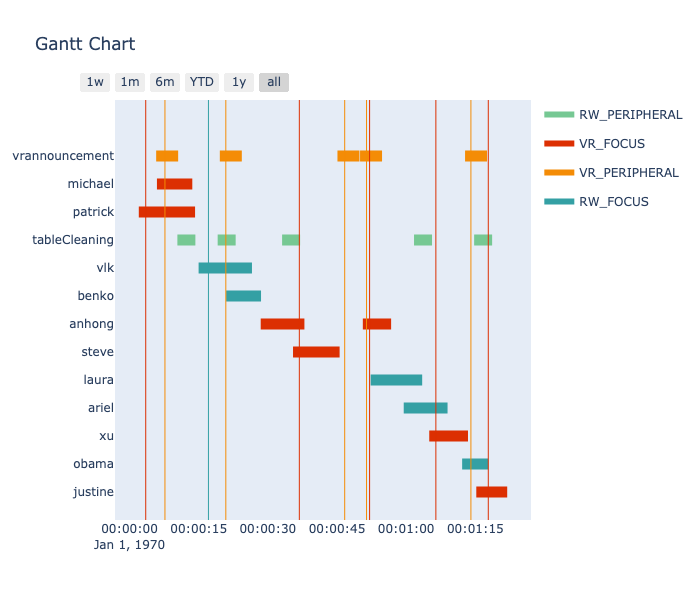 Gantt Chart
1w 1m 6m YTD 1y all
RW_PERIPHERAL
VR_FOCUS
VR_PERIPHERAL
RW_FOCUS
vrannouncement
michael
patrick
tableCleaning
vlk
benko
anhong
steve
laura
ariel
xu
obama
justine
00:00:00 00:00:15 00:00:30 00:00:45 00:01:00 00:01:15
Jan 1, 1970